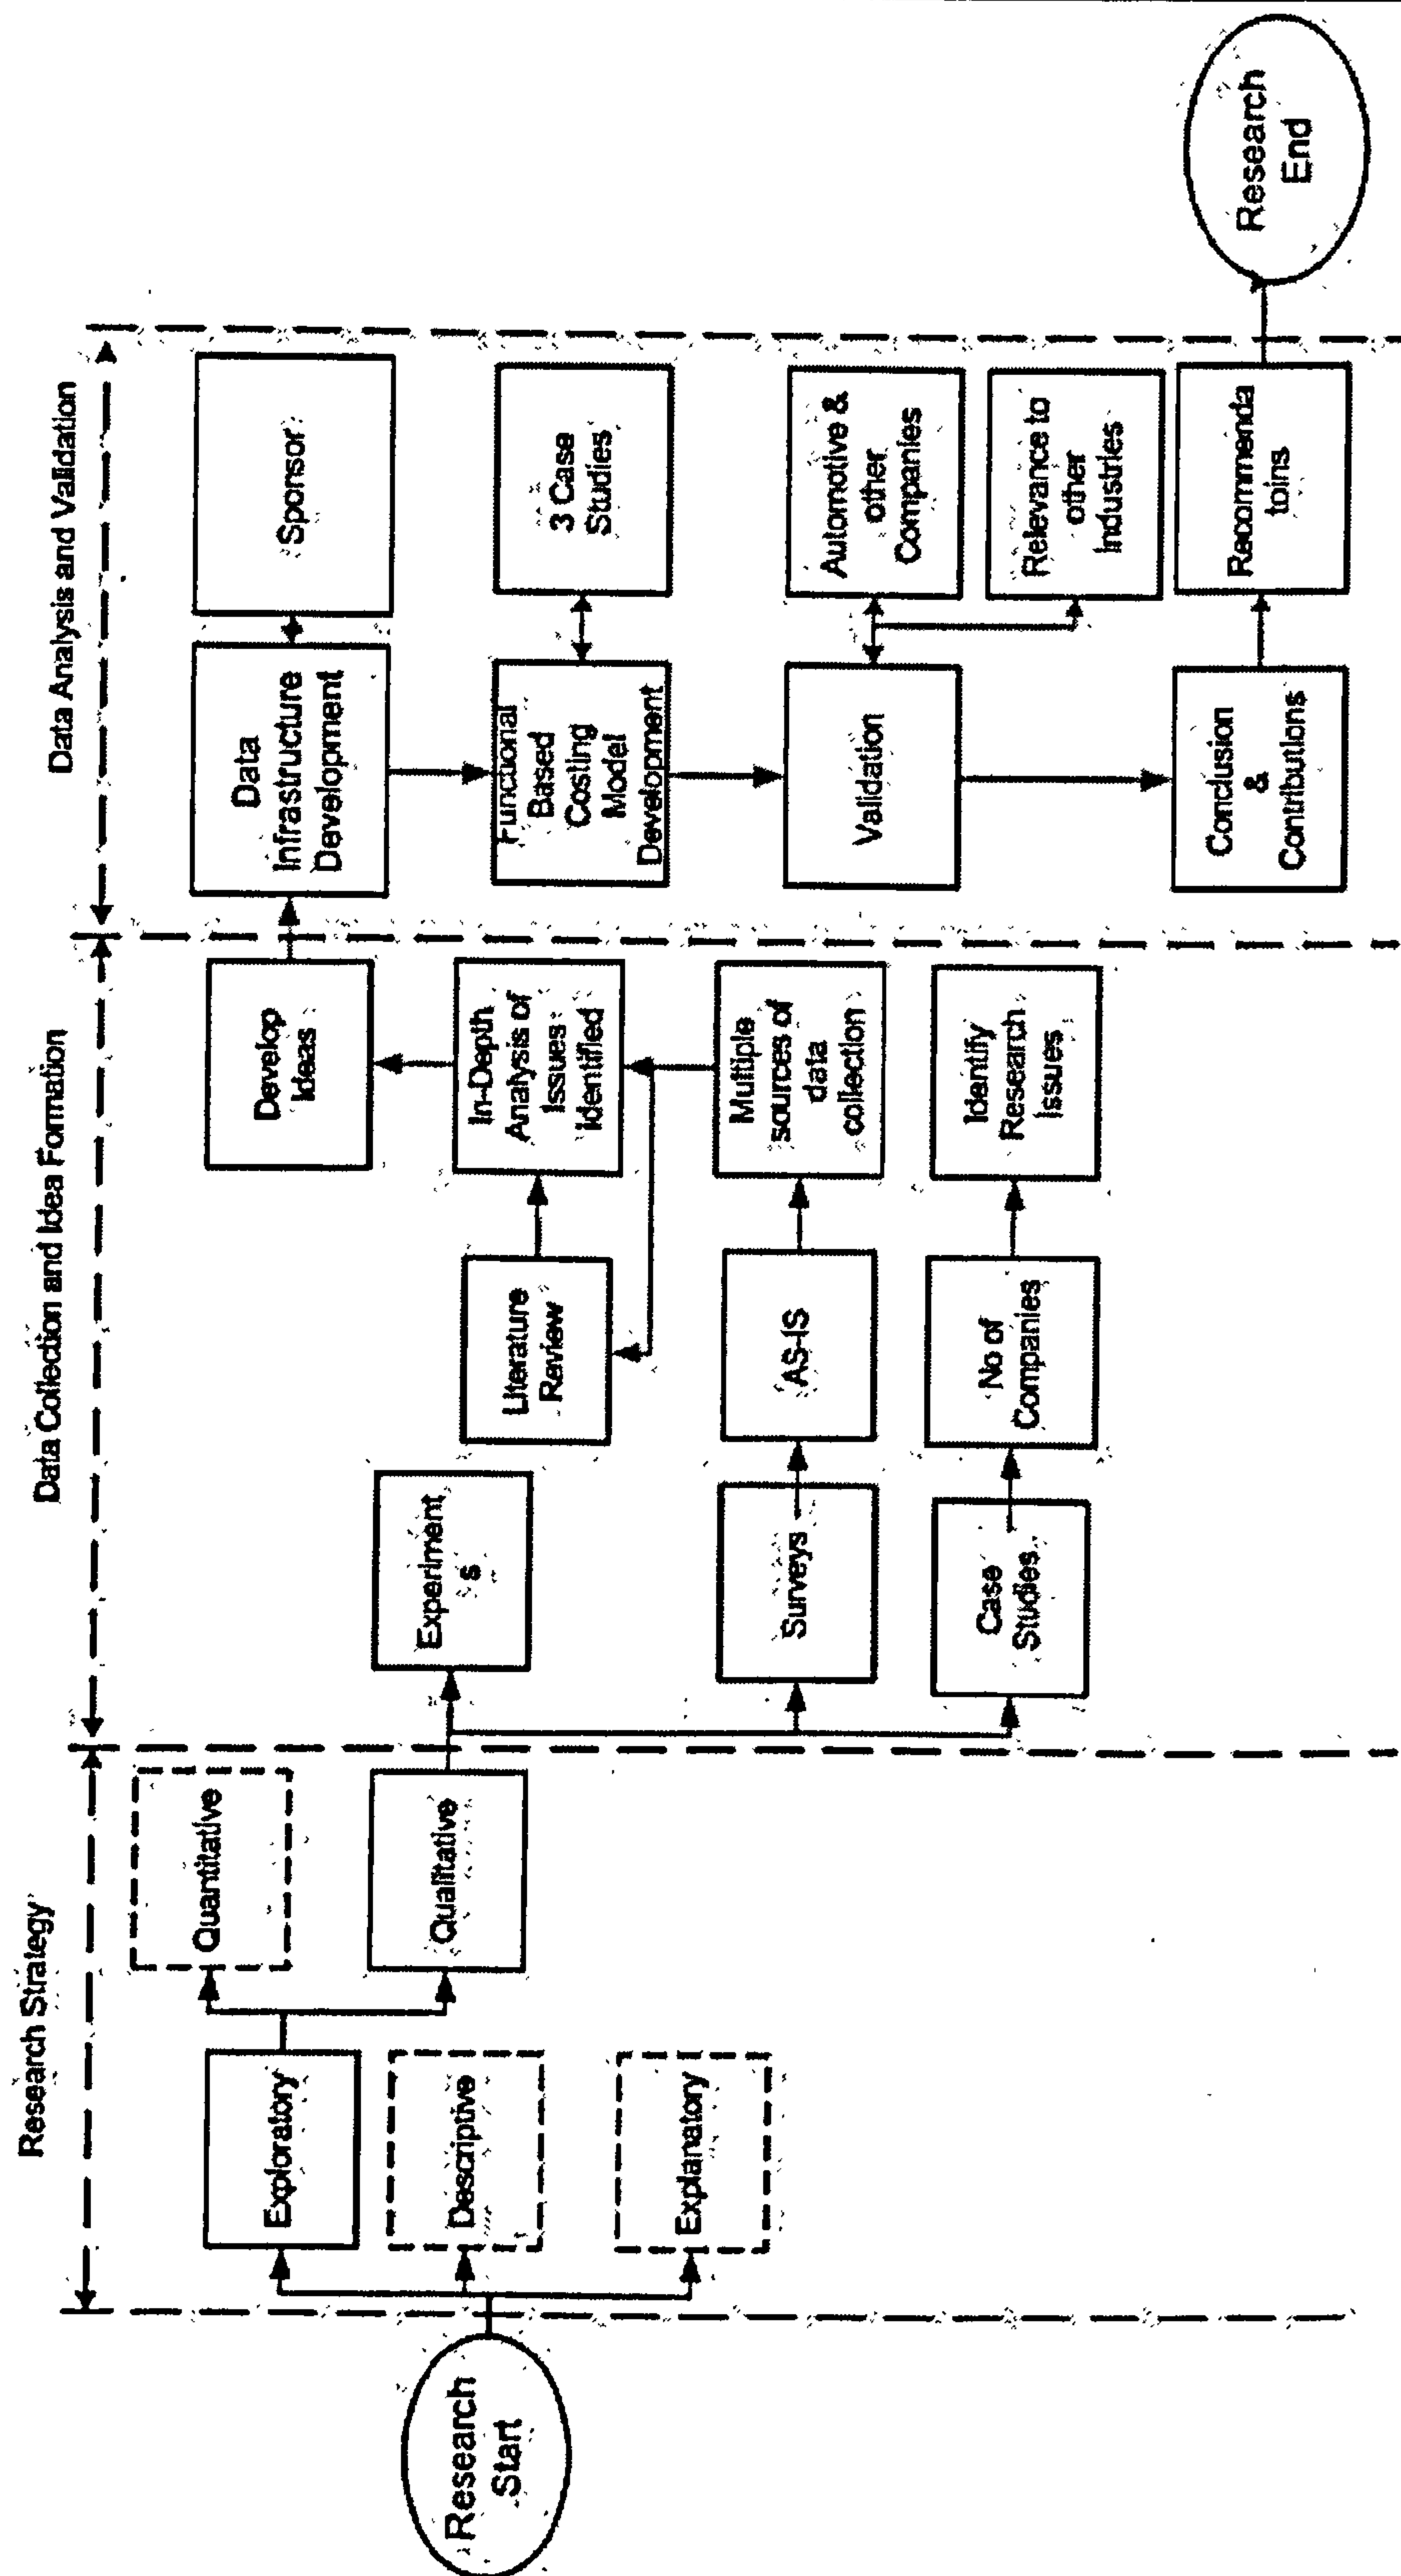 Research Strategy
Data Collection and Idea Formation
Data Analysis and Validation
Research
Start
Exploratory
Descriptive
Explanatory
Quantitative
Qualitative
Experiment
s
Surveys
Case
Studies
Literature
Review
AS-IS
No of
Companies
Develop
Ideas
In-Depth
Analysis of
Issues
identified
Multiple
sources of
data
collection
Identify
Research
Issues
Data
Infrastructure
Development
Sponsor
Functional
Based
Costing
Model
Development
3 Case
Studies
Validation
Automotive &
other
Companies
Relevance to
other
Industries
Conclusion
&
Contributions
Recommenda
toins
Research
End